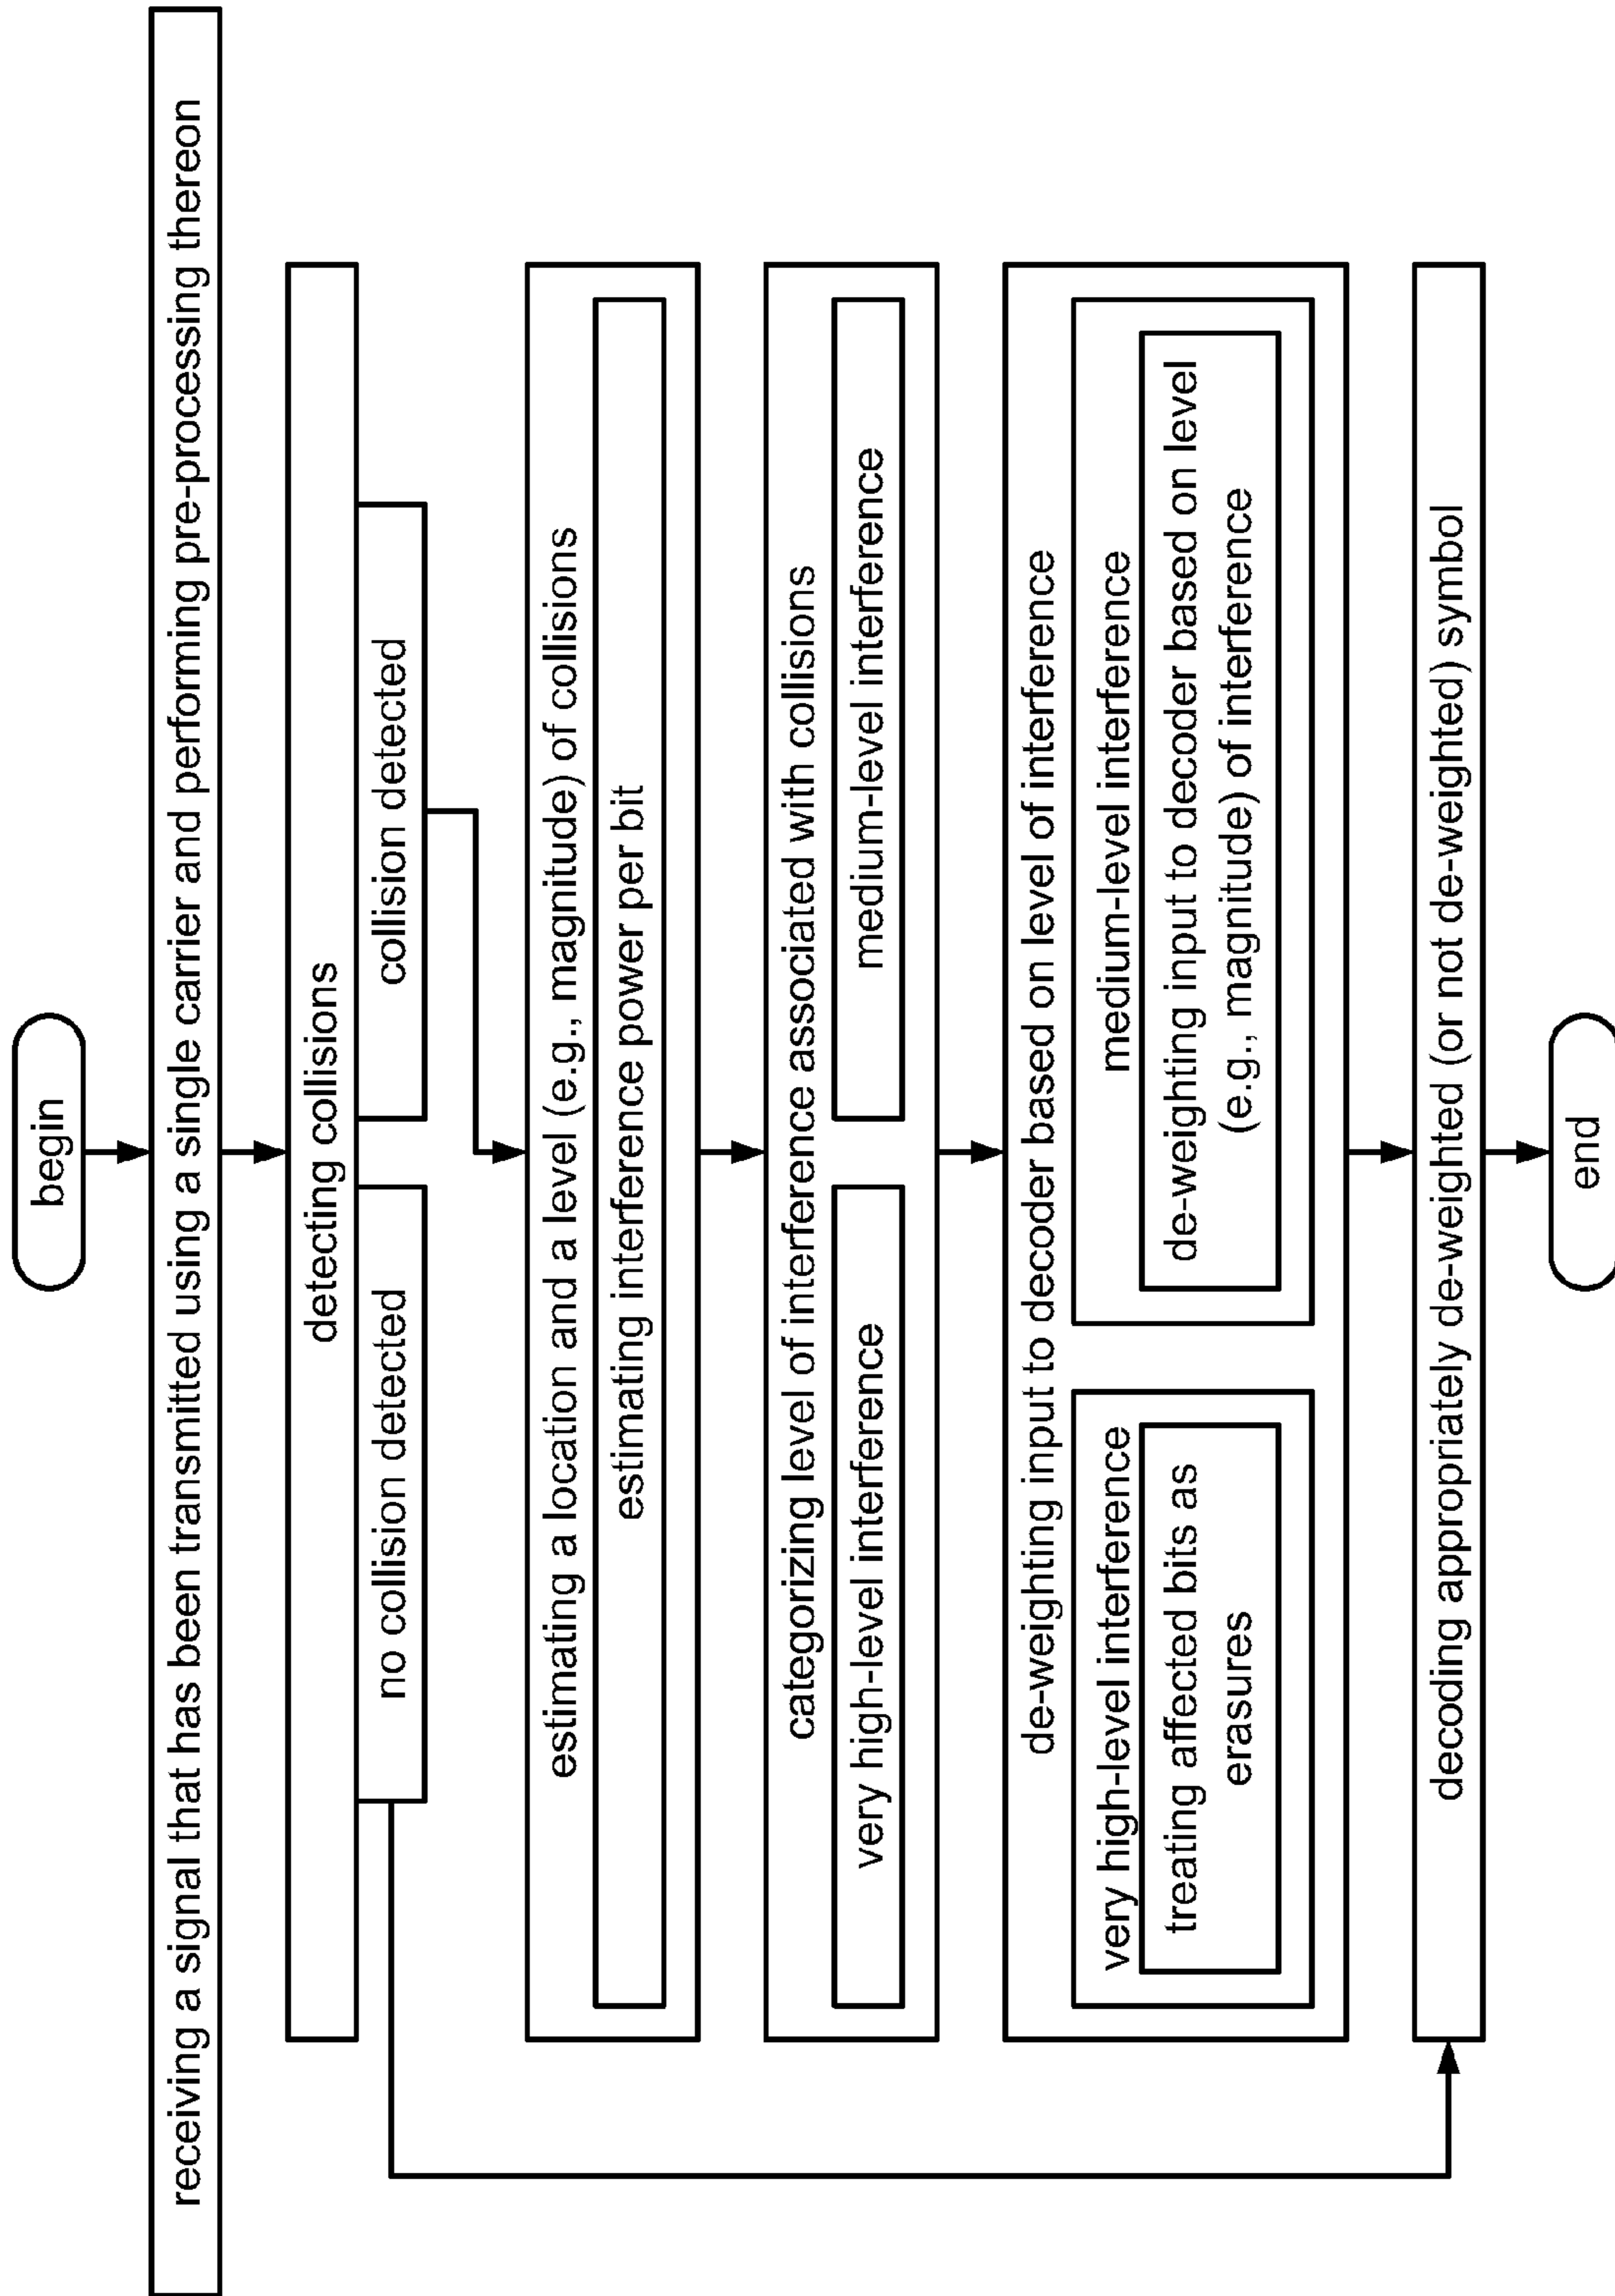 begin
receiving a signal that has been transmitted using a single carrier and performing pre-processing thereon
detecting collisions
no collision detected
collision detected
estimating a location and a level (e.g., magnitude) of collisions
estimating interference power per bit
categorizing level of interference associated with collisions
very high-level interference
medium-level interference
de-weighting input to decoder based on level of interference
very high-level interference
treating affected bits as
erasures
medium-level interference
de-weighting input to decoder based on level
(e.g., magnitude) of interference
decoding appropriately de-weighted (or not de-weighted) symbol
end